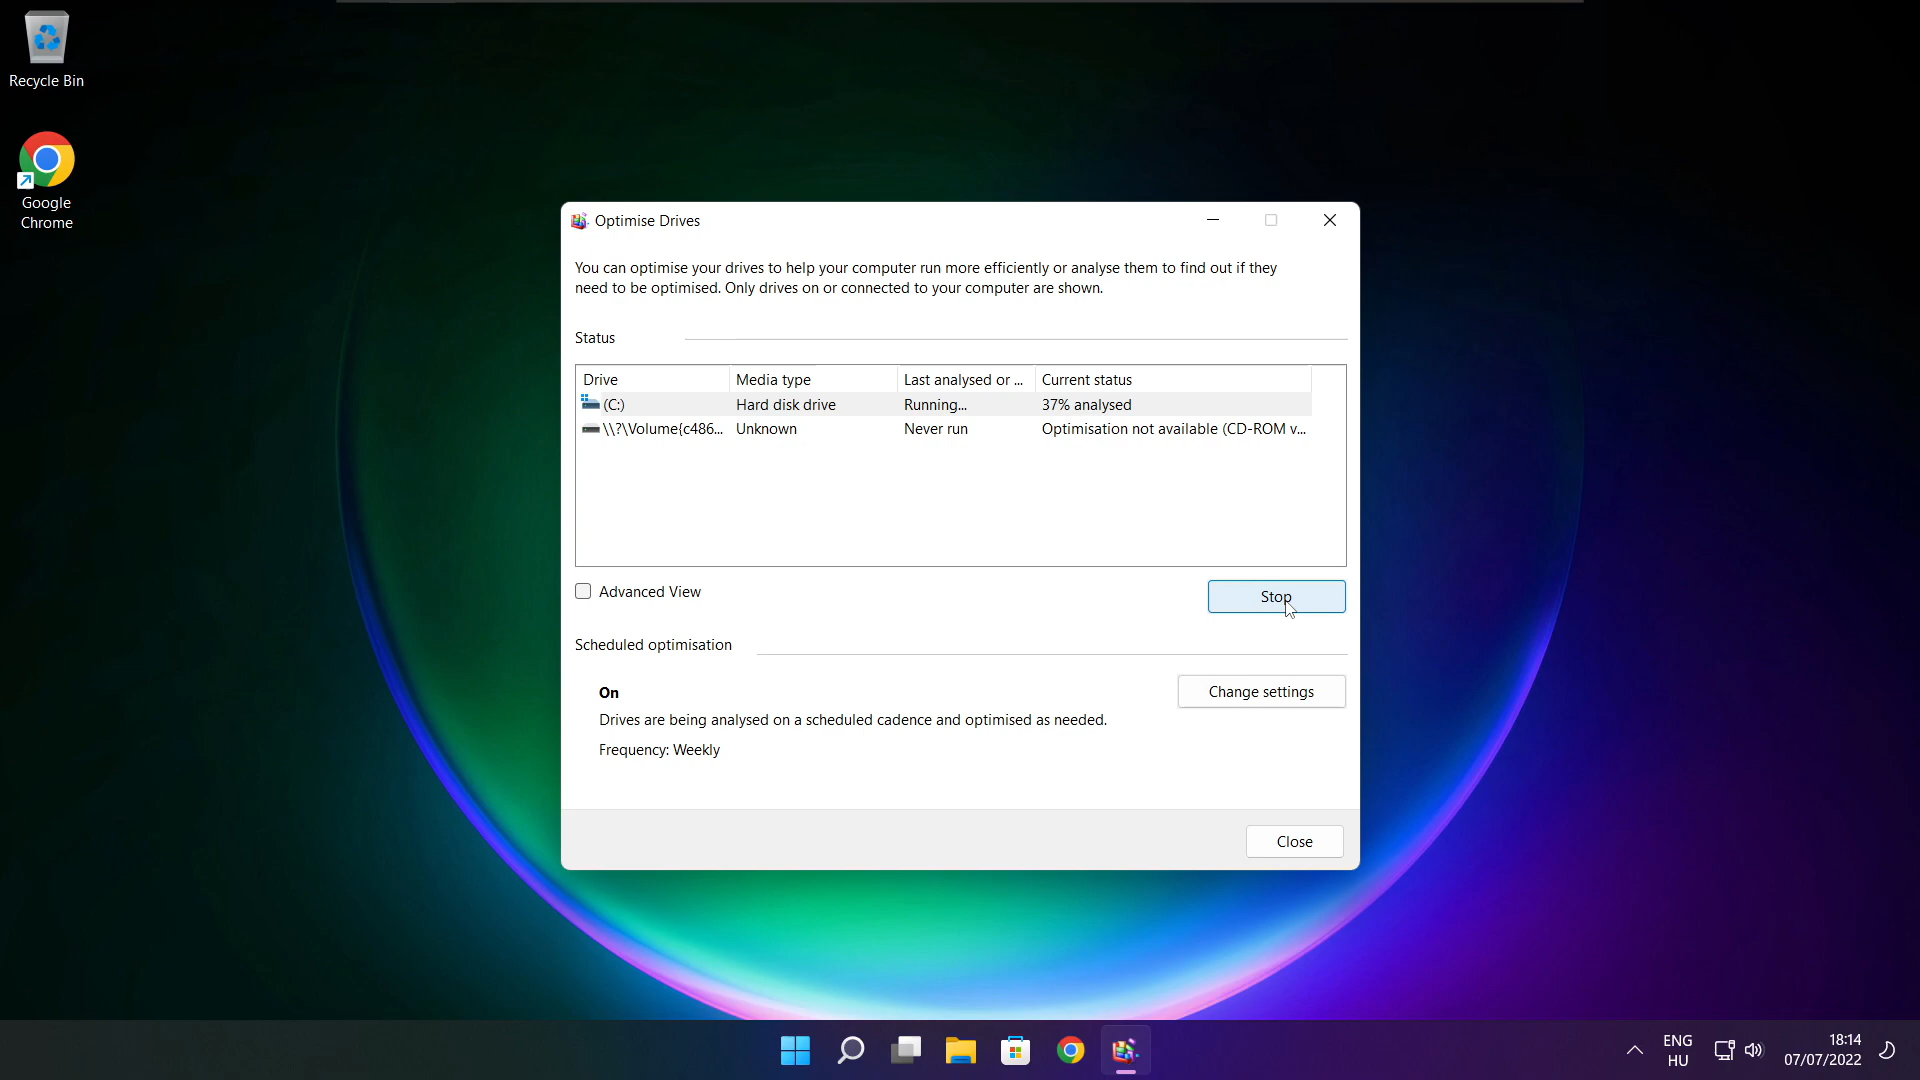 Recycle Bin
Google
Chrome
Optimise Drives
You can optimise your drives to help your computer run more efficiently or analyse them to find out if they
need to be optimised. Only drives on or connected to your computer are shown.
Status
Drive Media type Last analysed or ... Current status
(C:) Hard disk drive Running... 37% analysed
\\?\Volume{c486... Unknown Never run Optimisation not available (CD-ROM v...
Advanced View
Stop
Scheduled optimisation
On
Change settings
Drives are being analysed on a scheduled cadence and optimised as needed.
Frequency: Weekly
Close
ENG
HU
18:14
07/07/2022